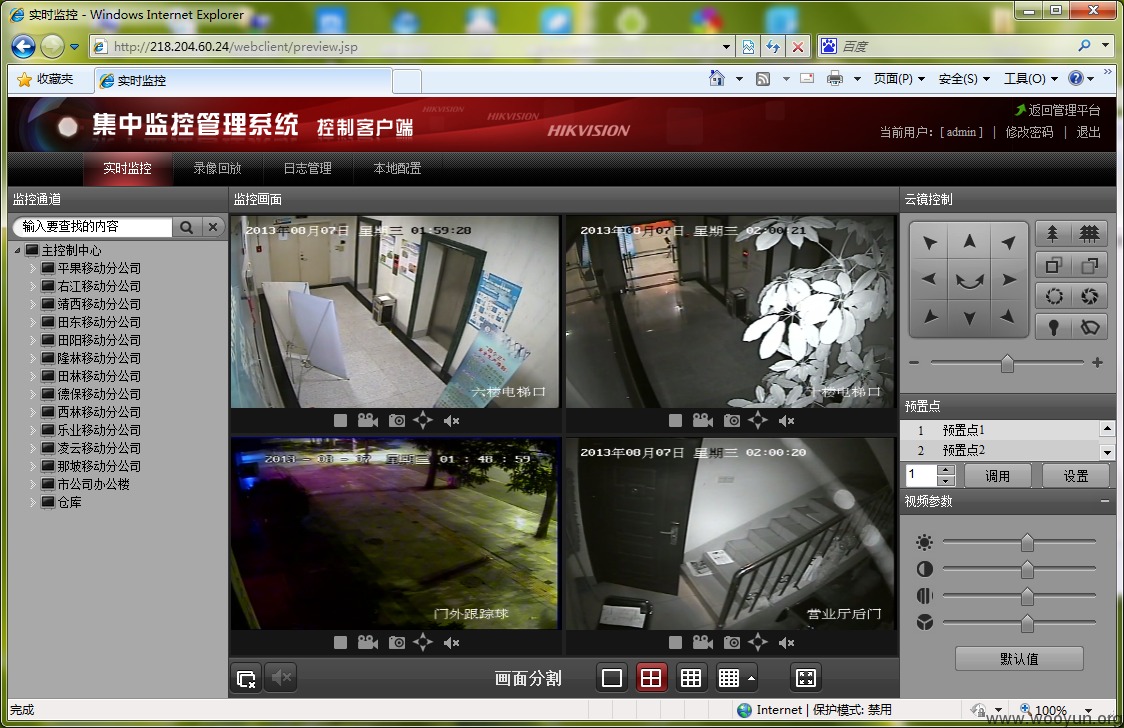 实时监控 - Windows Internet Explorer
http://218.204.60.24/webclient/preview.jsp
百度
收藏夹
实时监控
页面(P)
安全(S)
工具(O)
»
集中监控管理系统 控制客户端
HIKVISION
HIKVISION
HIKVISION
返回管理平台
当前用户: [ admin ] | 修改密码 | 退出
实时监控
录像回放
日志管理
本地配置
监控通道
监控画面
云镜控制
输入要查找的内容
主控制中心
平果移动分公司
右江移动分公司
靖西移动分公司
田东移动分公司
田阳移动分公司
隆林移动分公司
田林移动分公司
德保移动分公司
西林移动分公司
乐业移动分公司
凌云移动分公司
那坡移动分公司
市公司办公楼
仓库
2013年08月07日 星期三 01:59:28
六楼电梯口
2013年08月07日 星期三 02:00:21
楼电梯口
2013-08-07 星期三 01:48:59
门外跟踪球
2013年08月07日 星期三 02:00:20
营业厅后门
预置点
1 预置点1
2 预置点2
1
调用
设置
视频参数
默认值
画面分割
完成
Internet | 保护模式: 禁用
100%
www.wooyun.org